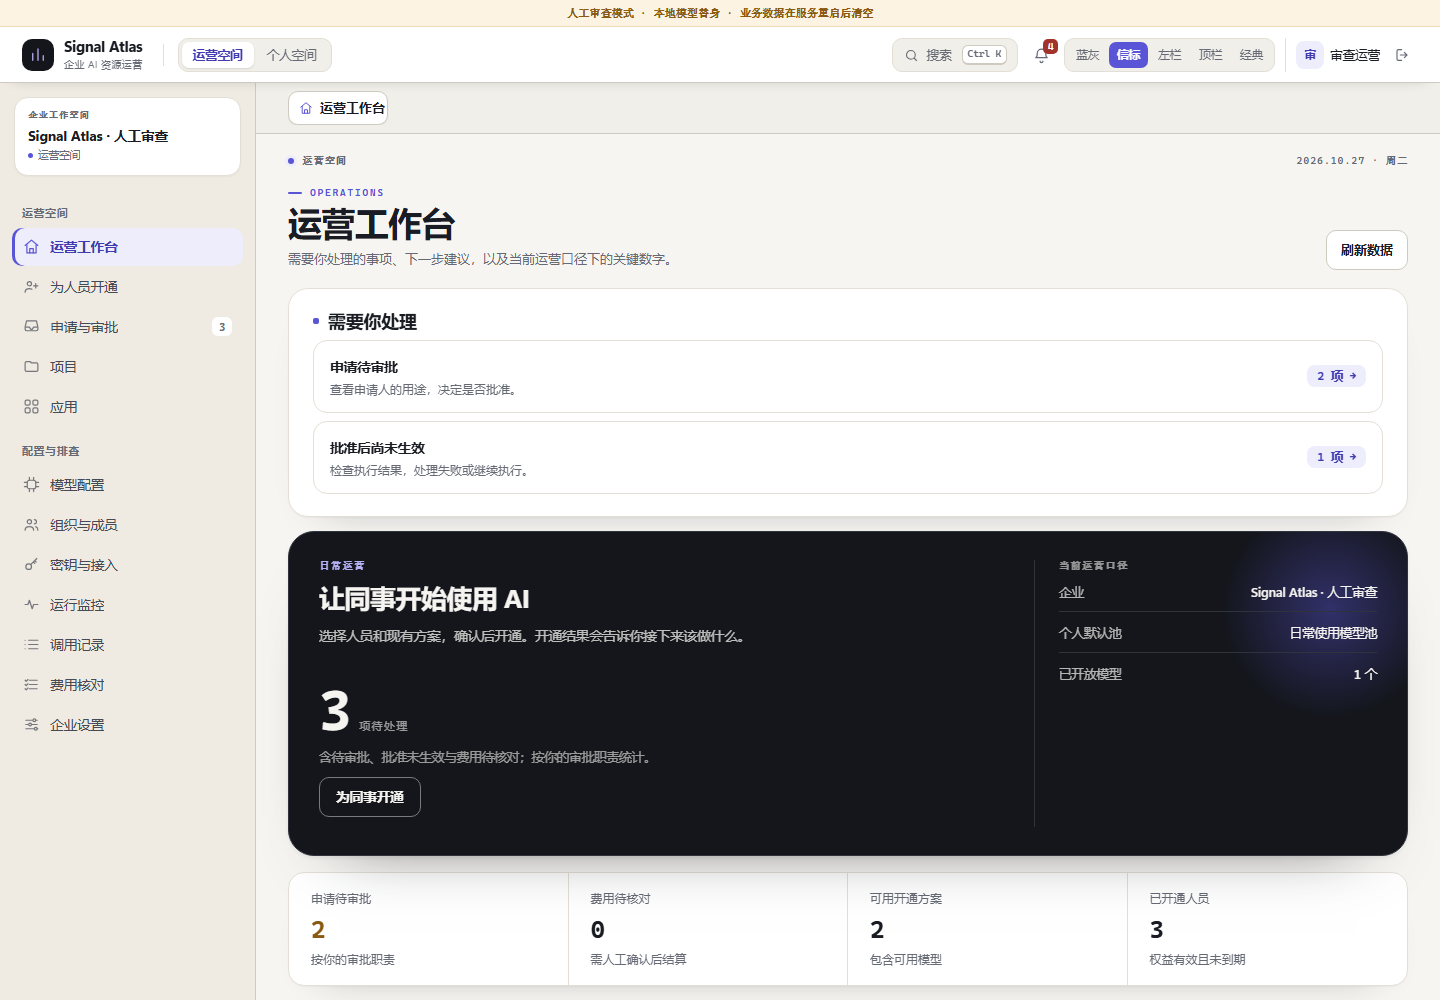 人工审查模式 · 本地模型替身 · 业务数据在服务重启后清空
Signal Atlas
企业 AI 资源运营
运营空间
个人空间
搜索
Ctrl K
4
蓝灰
信标
左栏
顶栏
经典
审
审查运营
企业工作空间
Signal Atlas · 人工审查
运营空间
运营空间
运营工作台
为人员开通
申请与审批
3
项目
应用
配置与排查
模型配置
组织与成员
密钥与接入
运行监控
调用记录
费用核对
企业设置
运营工作台
运营空间
2026.10.27 · 周二
OPERATIONS
运营工作台
需要你处理的事项、下一步建议，以及当前运营口径下的关键数字。
刷新数据
需要你处理
申请待审批
查看申请人的用途，决定是否批准。
2 项 →
批准后尚未生效
检查执行结果，处理失败或继续执行。
1 项 →
日常运营
让同事开始使用 AI
选择人员和现有方案，确认后开通。开通结果会告诉你接下来该做什么。
3 项待处理
含待审批、批准未生效与费用待核对；按你的审批职责统计。
为同事开通
当前运营口径
企业
Signal Atlas · 人工审查
个人默认池
日常使用模型池
已开放模型
1 个
申请待审批
2
按你的审批职责
费用待核对
0
需人工确认后结算
可用开通方案
2
包含可用模型
已开通人员
3
权益有效且未到期